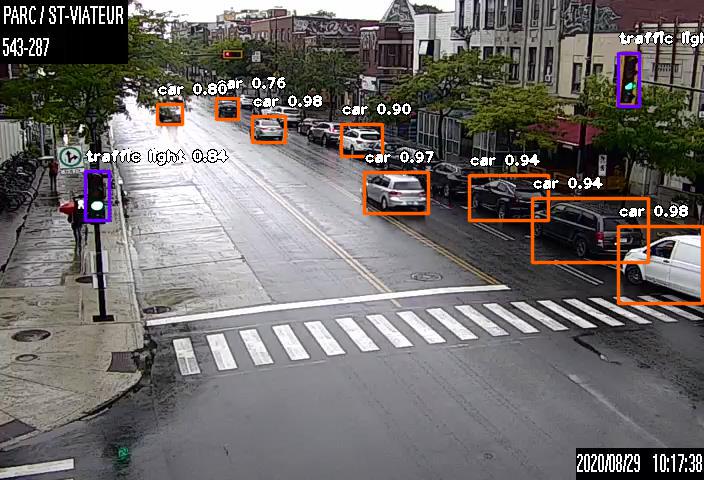 PARC / ST-VIATEUR
543-287
traffic ligh
car 0.80
car 0.76
car 0.98
car 0.90
traffic light 0.84
car 0.97
car 0.94
car 0.94
car 0.98
2020/08/29 10:17:38